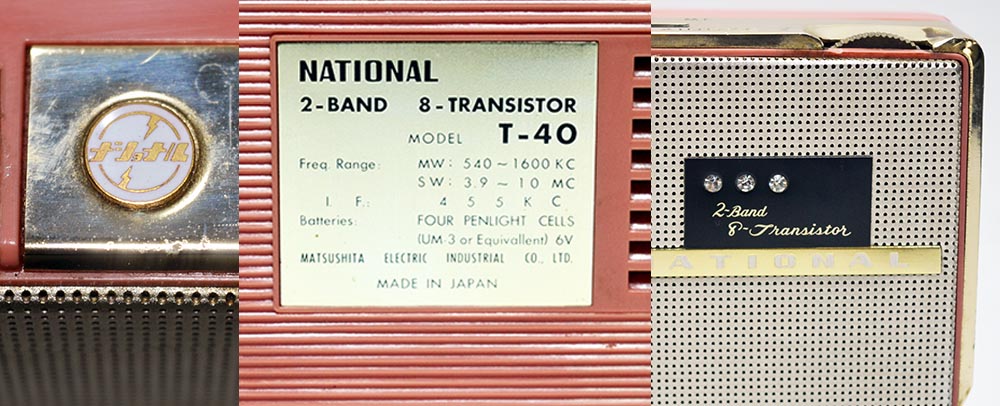 ナショナル
NATIONAL
2-BAND 8-TRANSISTOR
MODEL T-40
Freq. Range: MW: 540 ~ 1600 KC
SW: 3.9 ~ 10 MC
I. F.: 4 5 5 K C
Batteries: FOUR PENLIGHT CELLS
(UM-3 or Equivallent) 6V
MATSUSHITA ELECTRIC INDUSTRIAL CO., LTD.
MADE IN JAPAN
2-Band
8-Transistor
ATIONAL